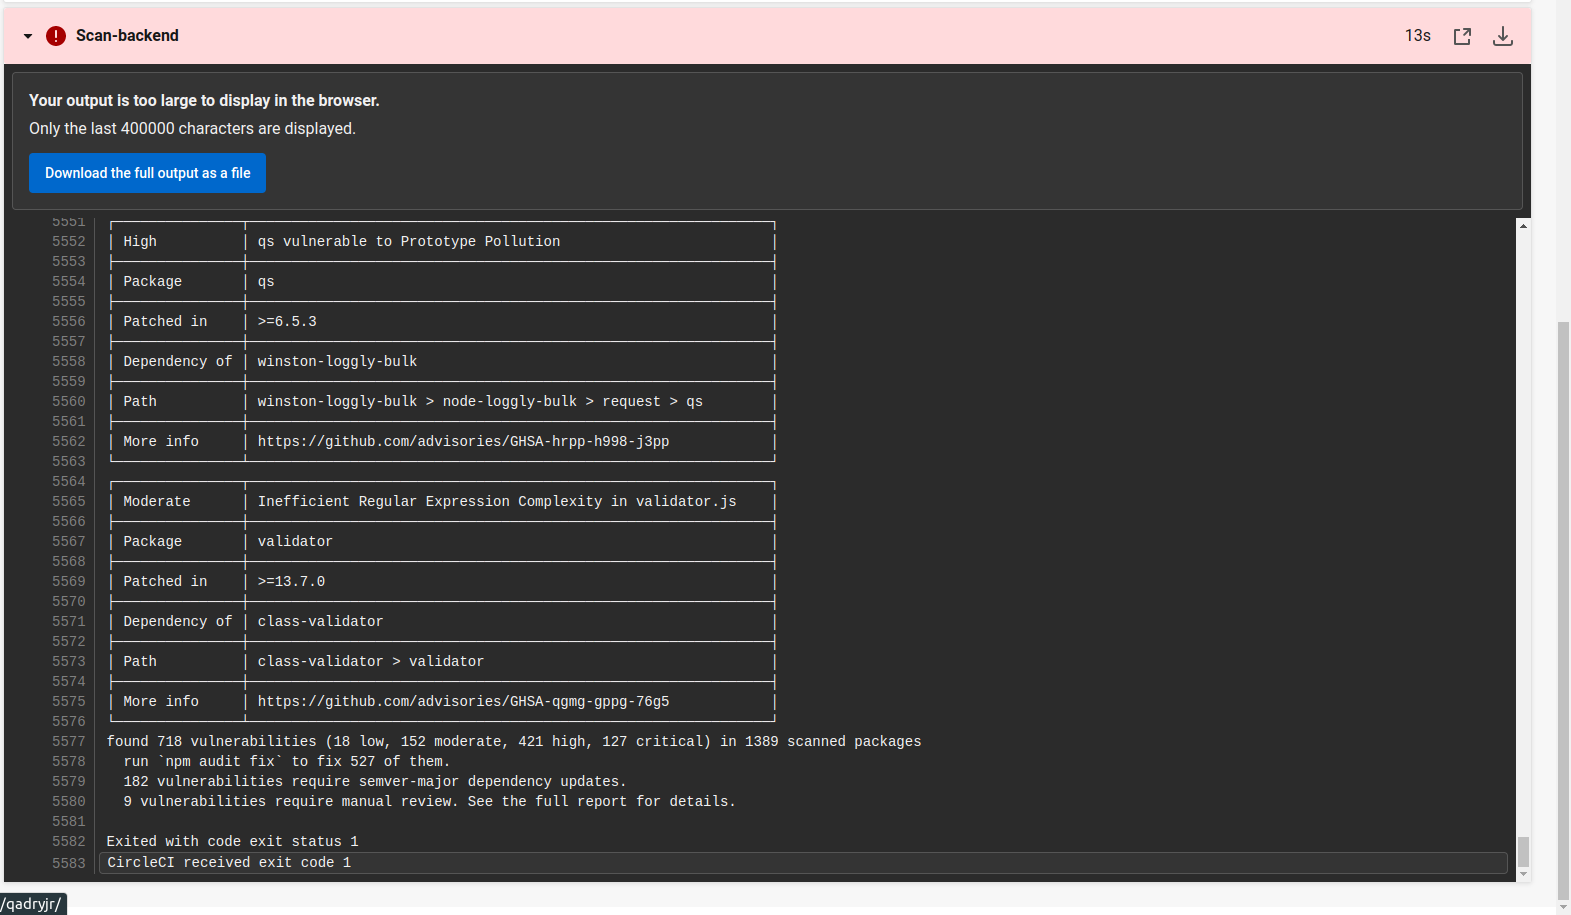 Scan-backend
13s
Your output is too large to display in the browser.
Only the last 400000 characters are displayed.
Download the full output as a file
5551
5552 High qs vulnerable to Prototype Pollution
5553
5554 Package qs
5555
5556 Patched in >=6.5.3
5557
5558 Dependency of winston-loggly-bulk
5559
5560 Path winston-loggly-bulk > node-loggly-bulk > request > qs
5561
5562 More info https://github.com/advisories/GHSA-hrpp-h998-j3pp
5563
5564
5565 Moderate Inefficient Regular Expression Complexity in validator.js
5566
5567 Package validator
5568
5569 Patched in >=13.7.0
5570
5571 Dependency of class-validator
5572
5573 Path class-validator > validator
5574
5575 More info https://github.com/advisories/GHSA-qgmg-gppg-76g5
5576
5577 found 718 vulnerabilities (18 low, 152 moderate, 421 high, 127 critical) in 1389 scanned packages
5578 run `npm audit fix` to fix 527 of them.
5579 182 vulnerabilities require semver-major dependency updates.
5580 9 vulnerabilities require manual review. See the full report for details.
5581
5582 Exited with code exit status 1
5583 CircleCI received exit code 1
/qadryjr/